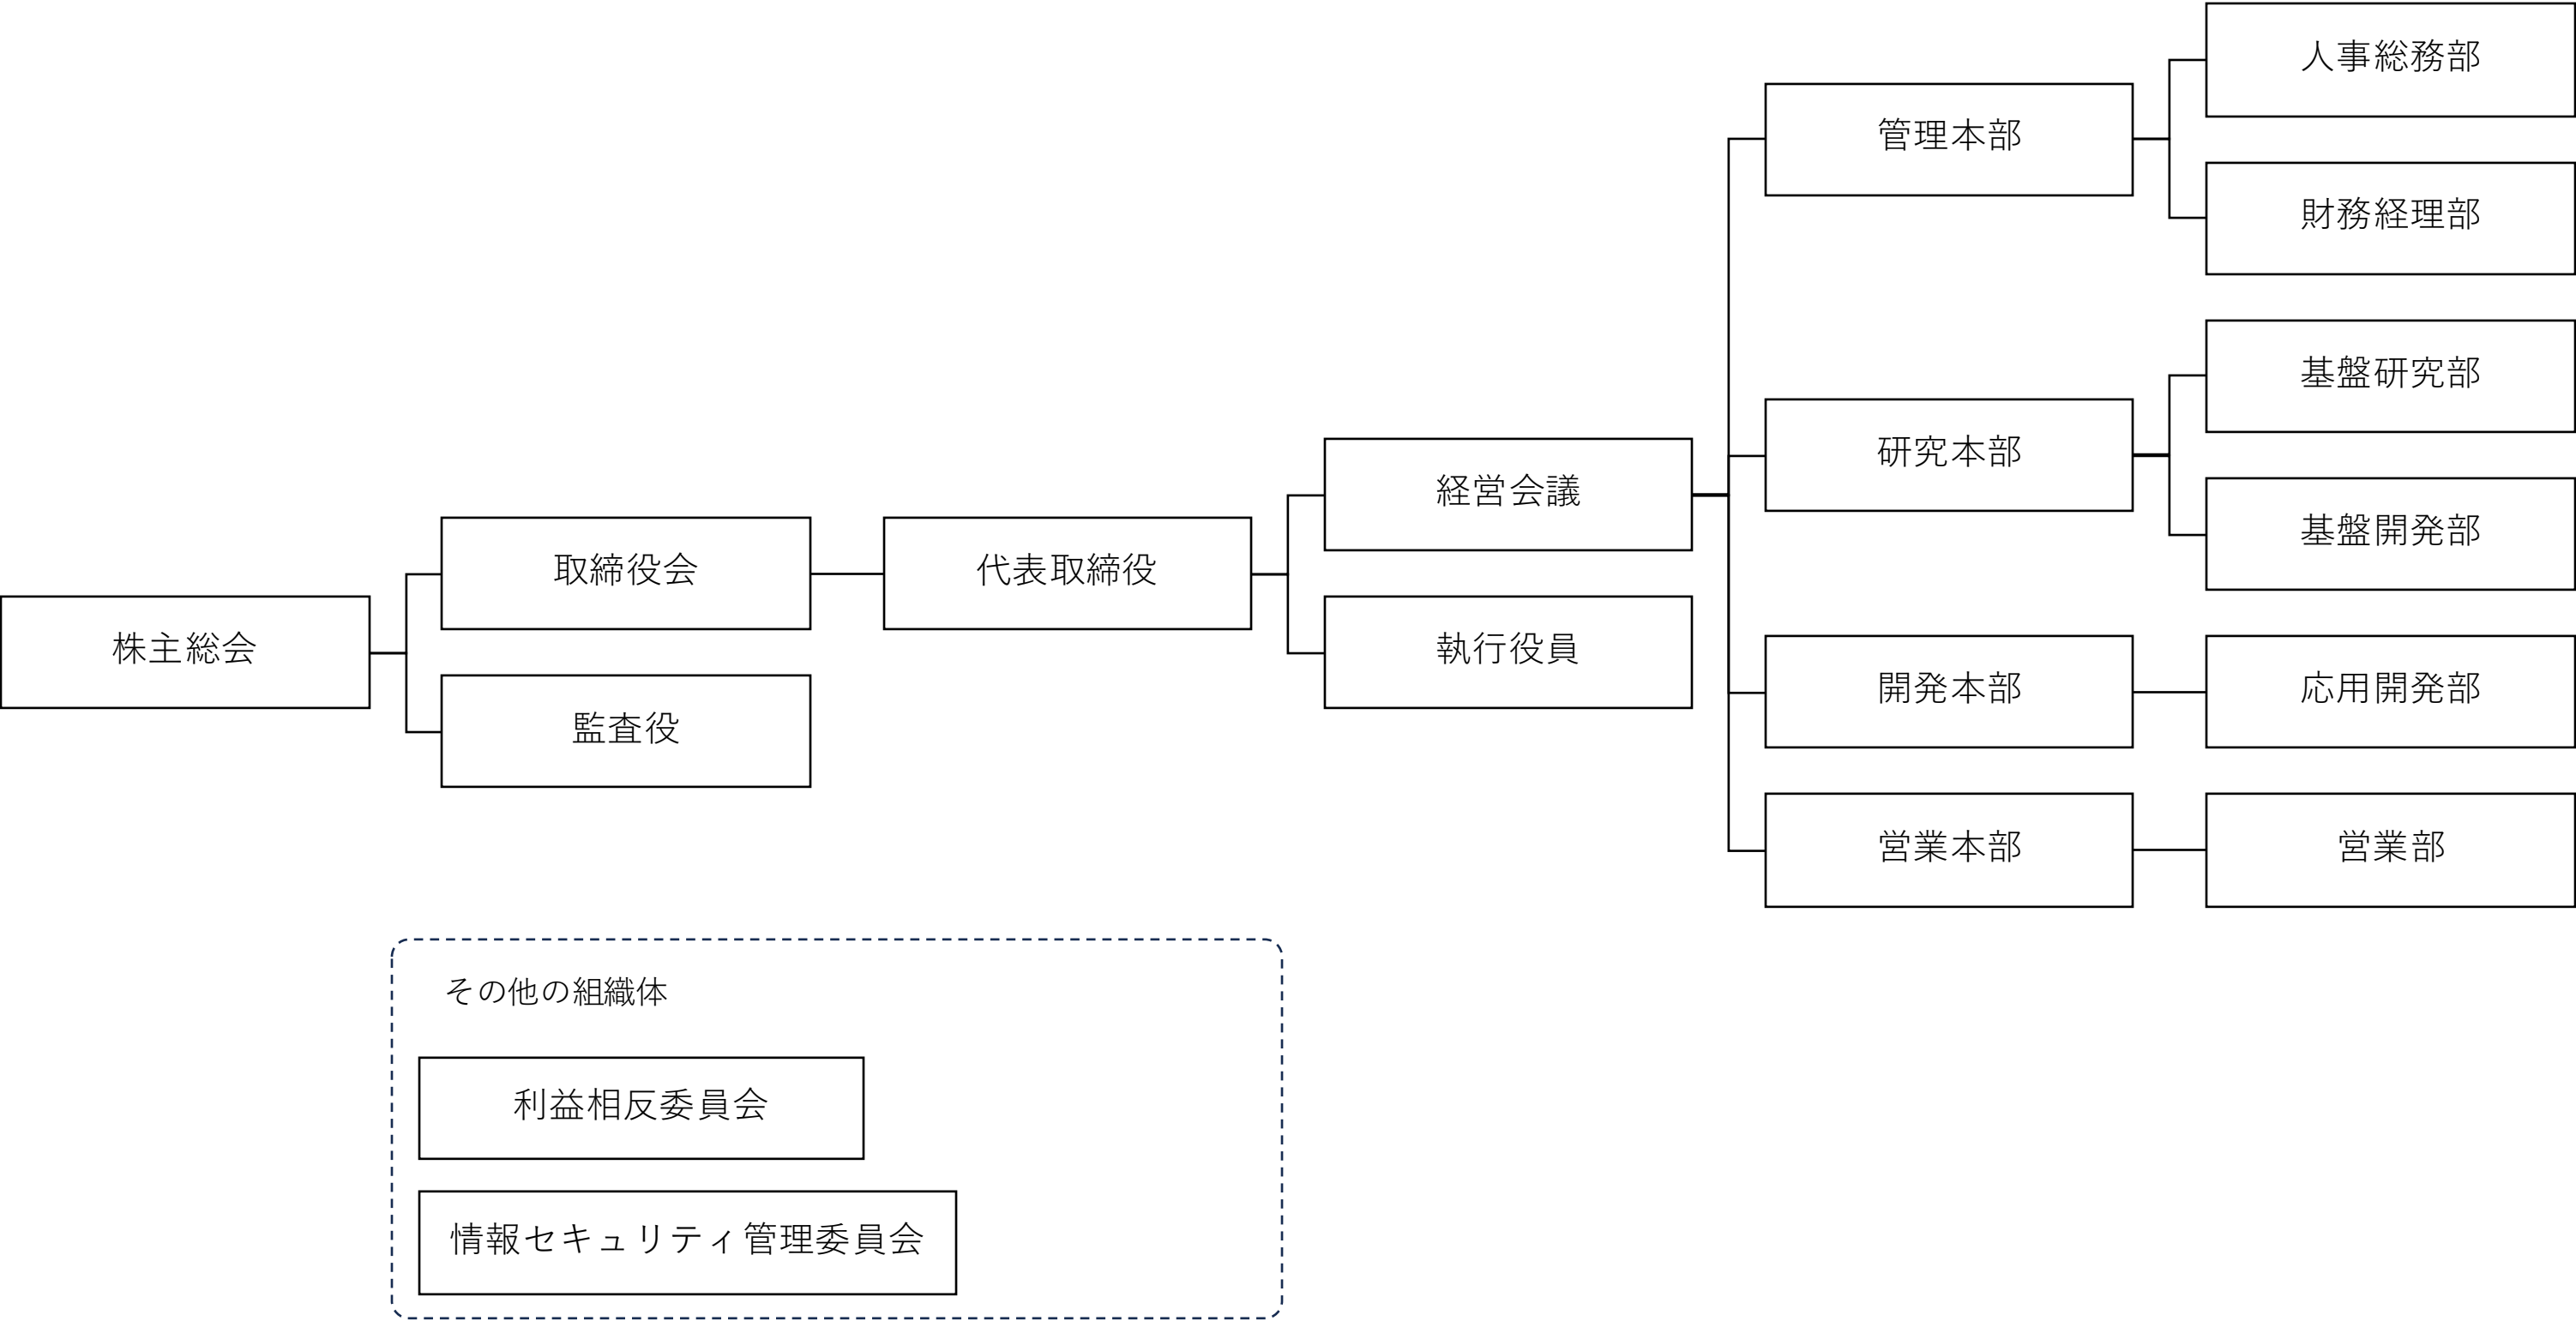 株主総会
取締役会
監査役
代表取締役
経営会議
執行役員
管理本部
人事総務部
財務経理部
研究本部
基盤研究部
基盤開発部
開発本部
応用開発部
営業本部
営業部
その他の組織体
利益相反委員会
情報セキュリティ管理委員会